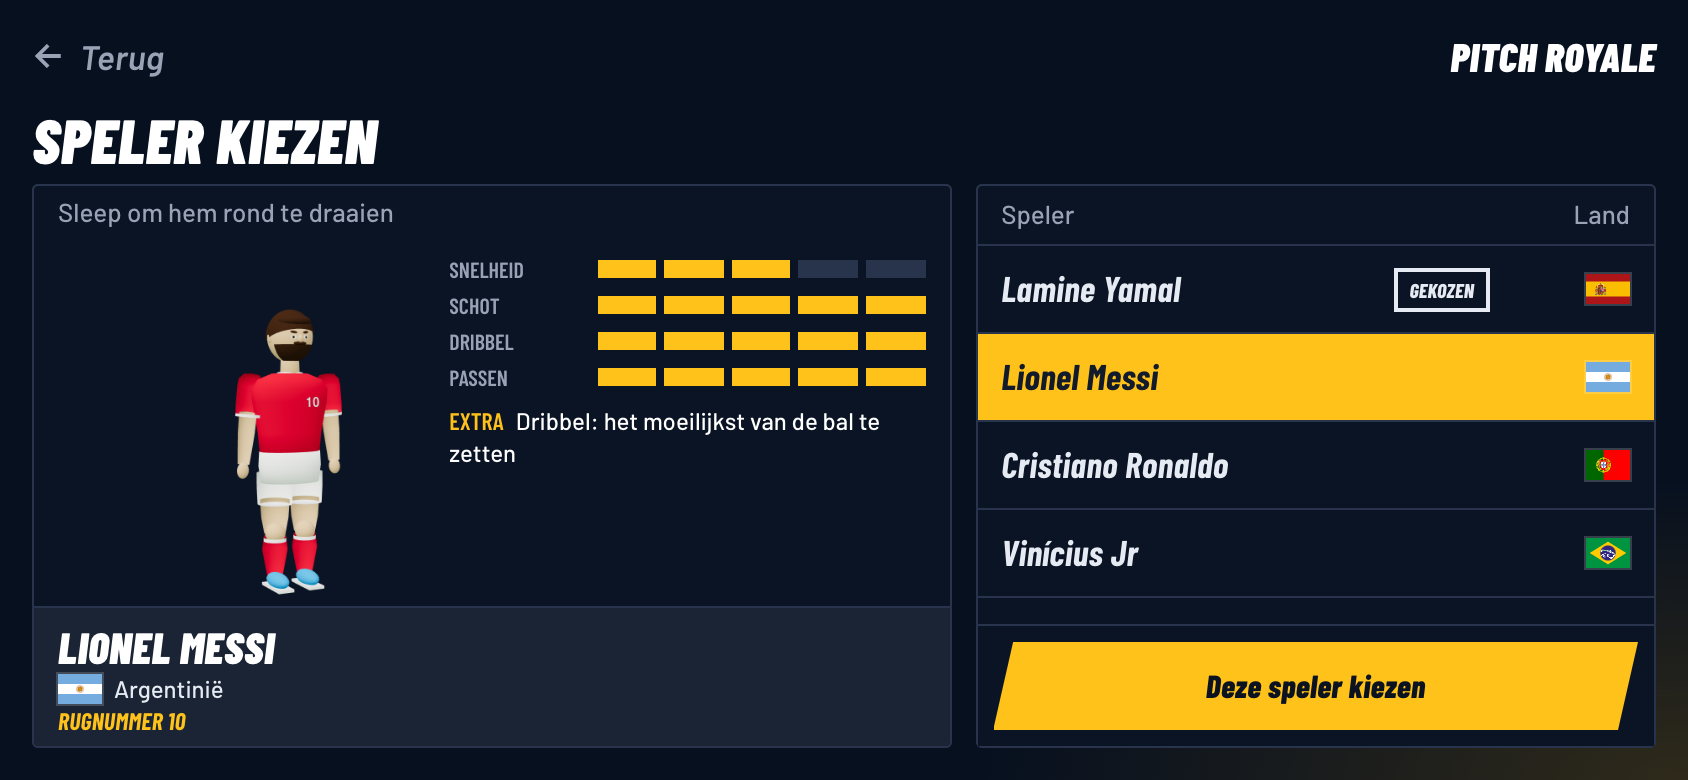 Terug
PITCH ROYALE
SPELER KIEZEN
Sleep om hem rond te draaien
SNELHEID
SCHOT
DRIBBEL
PASSEN
EXTRA Dribbel: het moeilijkst van de bal te
zetten
10
LIONEL MESSI
Argentinië
RUGNUMMER 10
Speler Land
Lamine Yamal GEKOZEN
Lionel Messi
Cristiano Ronaldo
Vinícius Jr
Deze speler kiezen